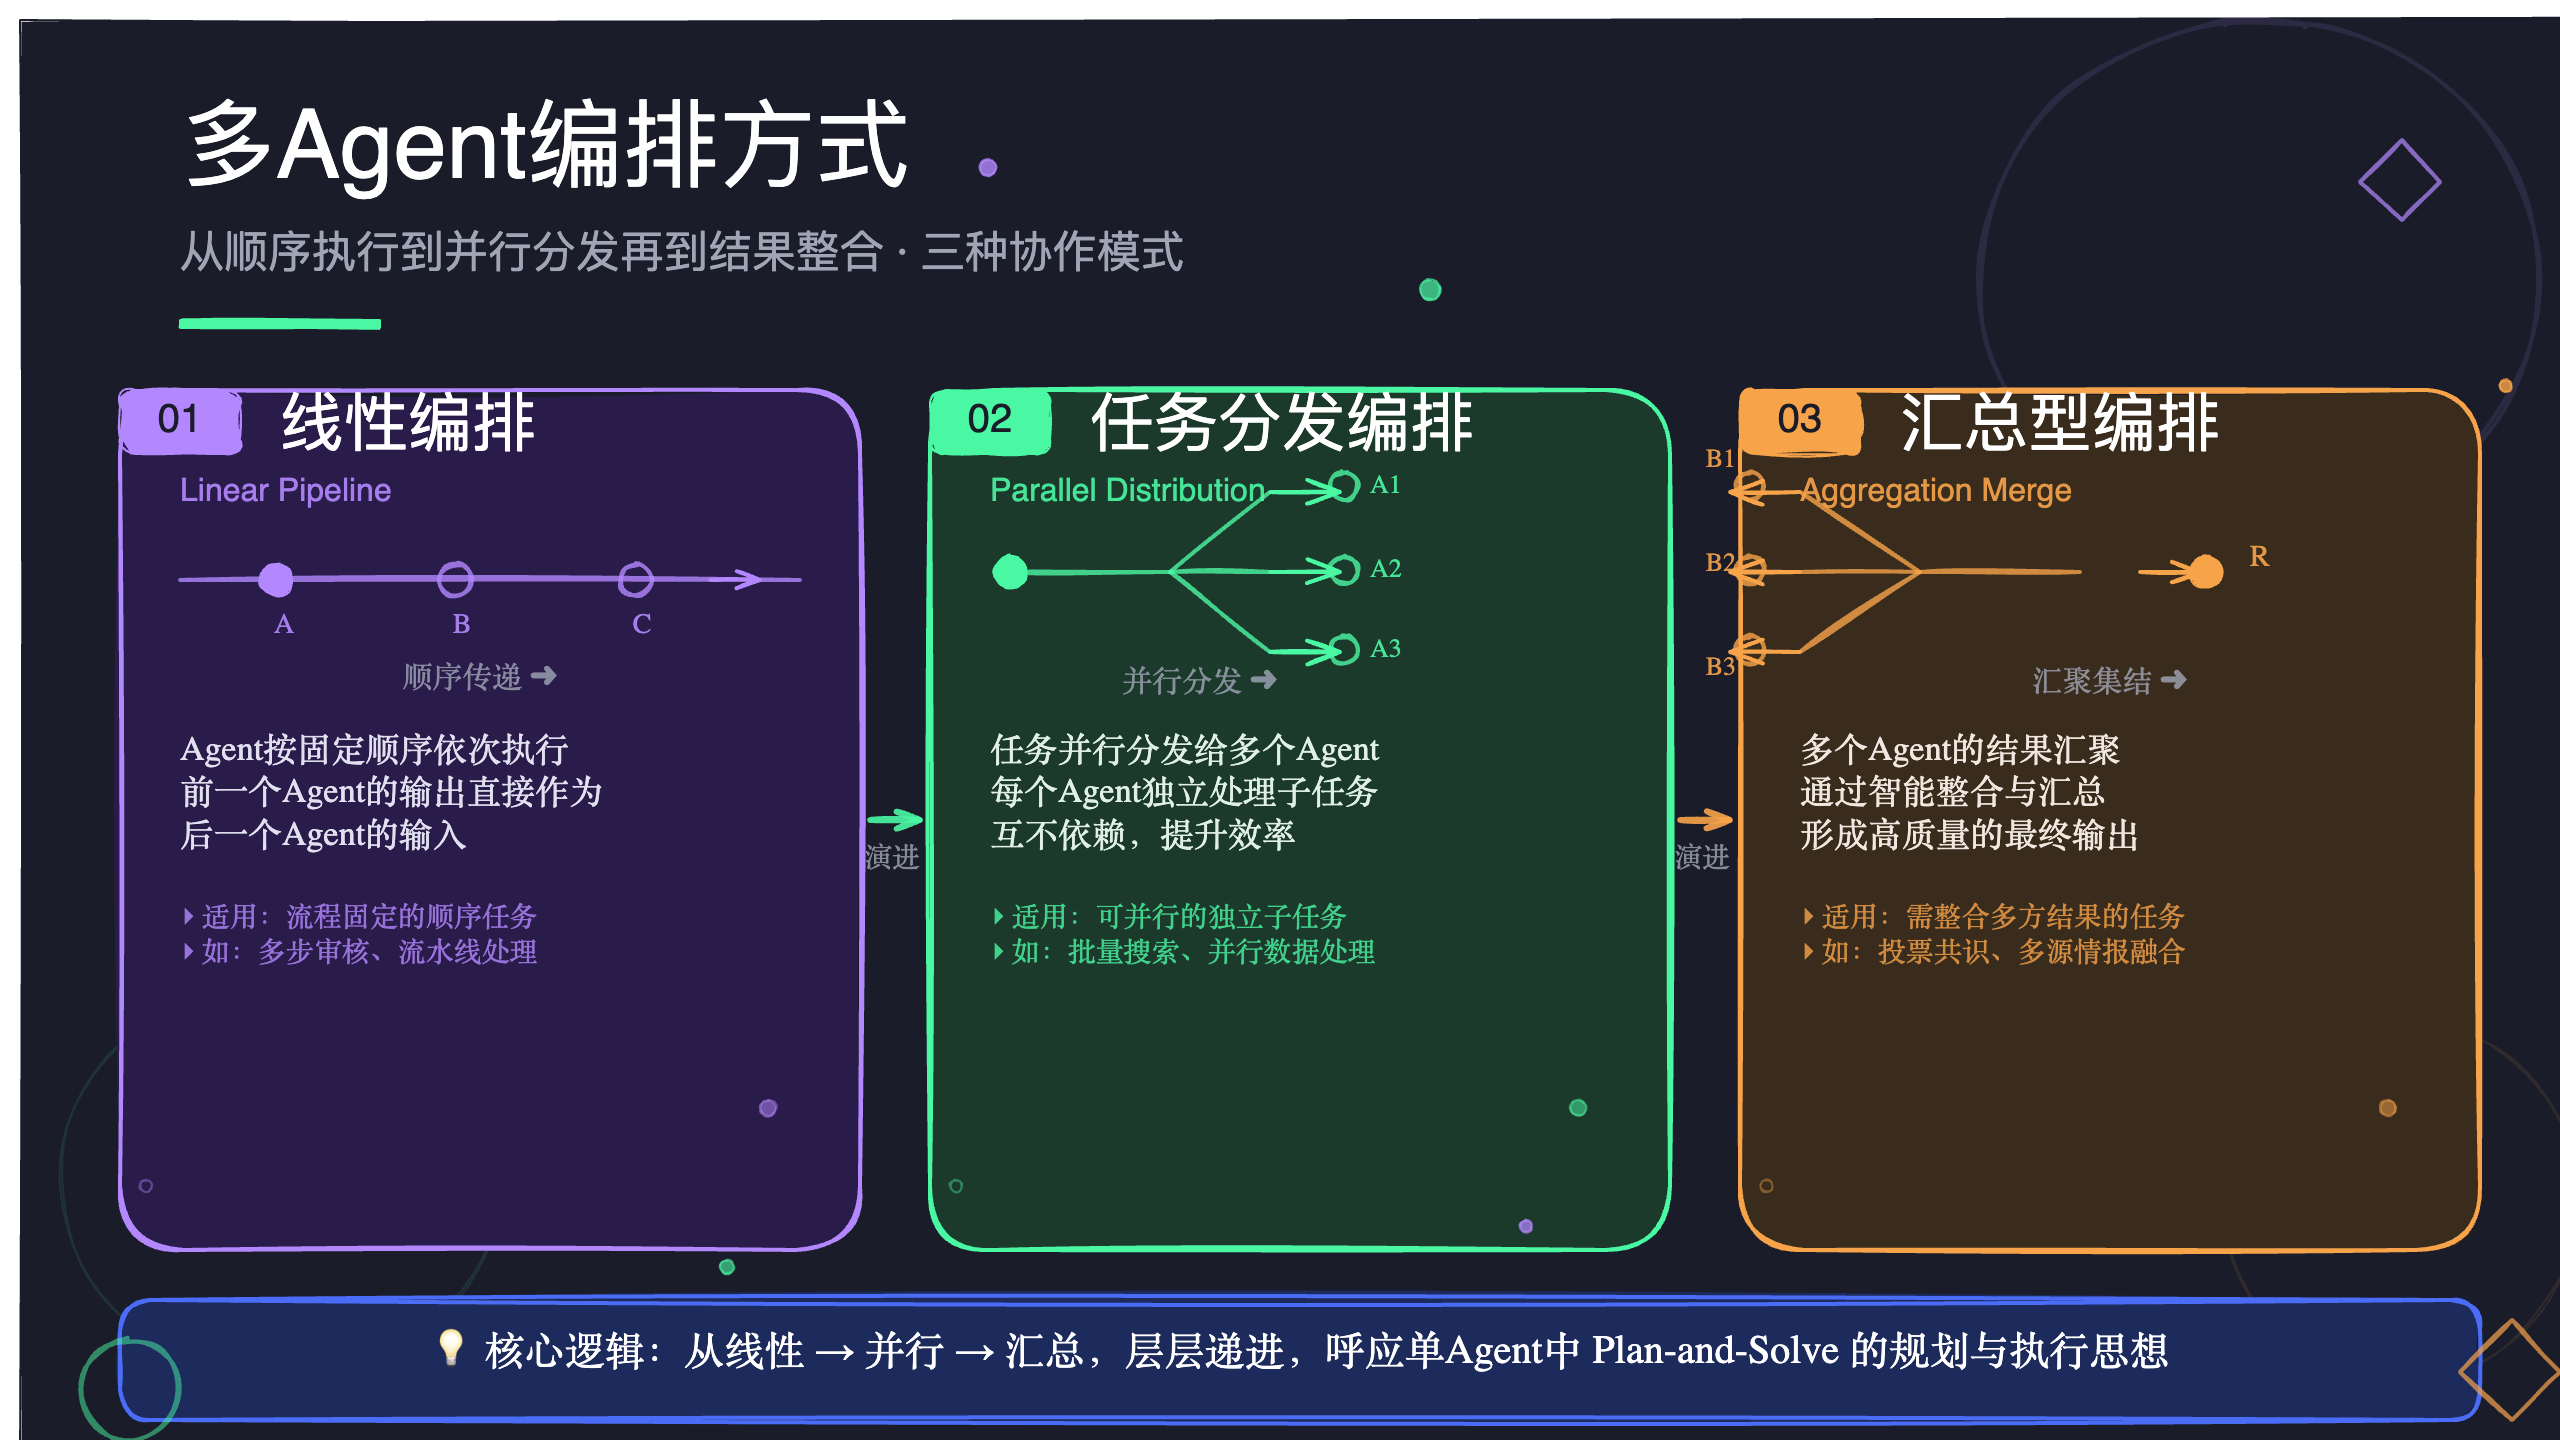 多Agent编排方式
从顺序执行到并行分发再到结果整合 · 三种协作模式
01 线性编排
Linear Pipeline
A B C
顺序传递 ➜
Agent按固定顺序依次执行
前一个Agent的输出直接作为
后一个Agent的输入
适用：流程固定的顺序任务
如：多步审核、流水线处理
演进
02 任务分发编排
Parallel Distribution
A1
A2
A3
并行分发 ➜
任务并行分发给多个Agent
每个Agent独立处理子任务
互不依赖，提升效率
适用：可并行的独立子任务
如：批量搜索、并行数据处理
演进
03 汇总型编排
Aggregation Merge
B1
B2
B3
R
汇聚集结 ➜
多个Agent的结果汇聚
通过智能整合与汇总
形成高质量的最终输出
适用：需整合多方结果的任务
如：投票共识、多源情报融合
💡 核心逻辑：从线性 → 并行 → 汇总，层层递进，呼应单Agent中 Plan-and-Solve 的规划与执行思想